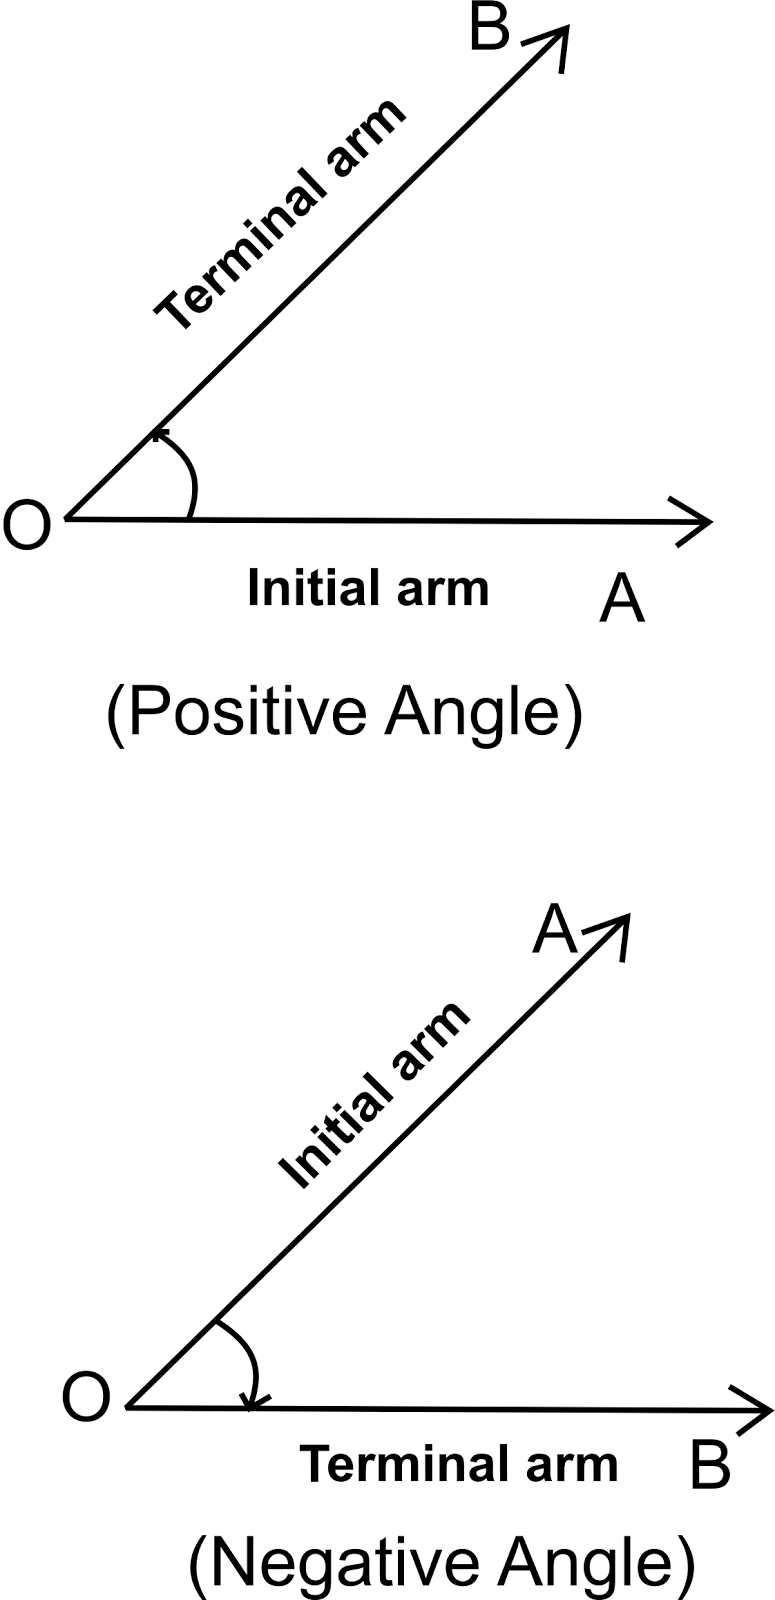 B
Terminal arm
O
Initial arm
A
(Positive Angle)
A
Initial arm
O
Terminal arm
B
(Negative Angle)